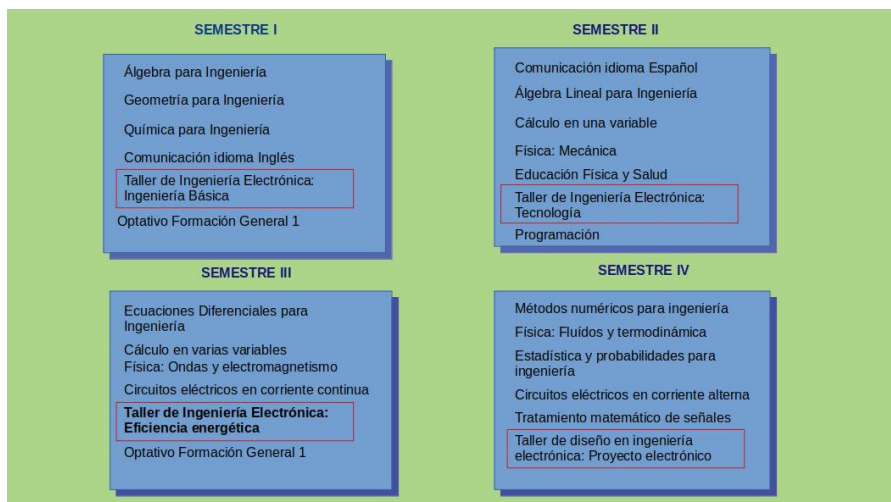 SEMESTRE I
Álgebra para Ingeniería
Geometría para Ingeniería
Química para Ingeniería
Comunicación idioma Inglés
Taller de Ingeniería Electrónica:
Ingeniería Básica
Optativo Formación General 1
SEMESTRE II
Comunicación idioma Español
Álgebra Lineal para Ingeniería
Cálculo en una variable
Física: Mecánica
Educación Física y Salud
Taller de Ingeniería Electrónica:
Tecnología
Programación
SEMESTRE III
Ecuaciones Diferenciales para
Ingeniería
Cálculo en varias variables
Física: Ondas y electromagnetismo
Circuitos eléctricos en corriente continua
Taller de Ingeniería Electrónica:
Eficiencia energética
Optativo Formación General 1
SEMESTRE IV
Métodos numéricos para ingeniería
Física: Fluídos y termodinámica
Estadística y probabilidades para
ingeniería
Circuitos eléctricos en corriente alterna
Tratamiento matemático de señales
Taller de diseño en ingeniería
electrónica: Proyecto electrónico